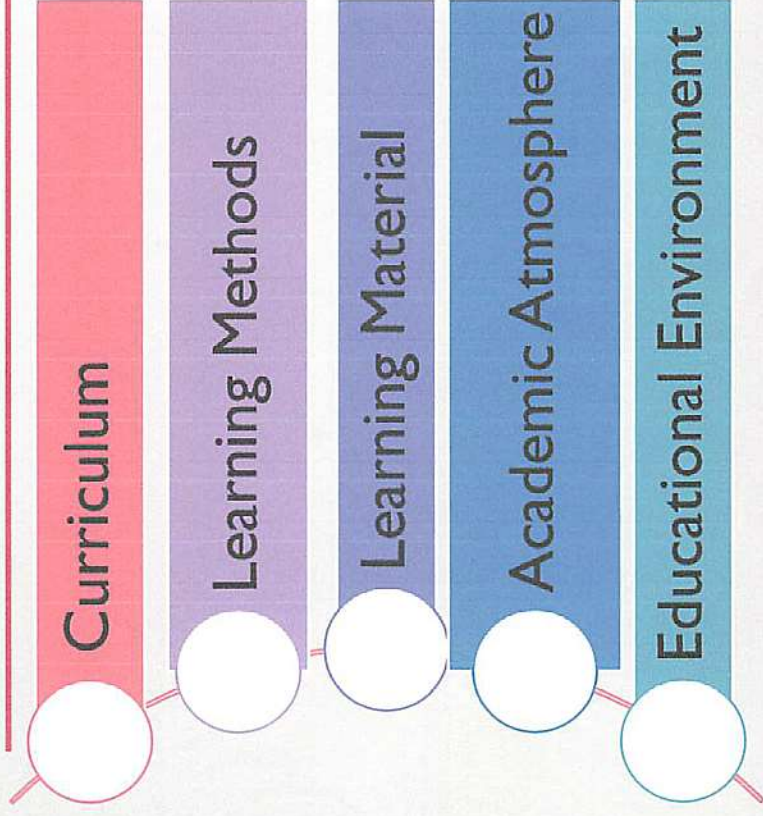 Curriculum
Learning Methods
Learning Material
Academic Atmosphere
Educational Environment